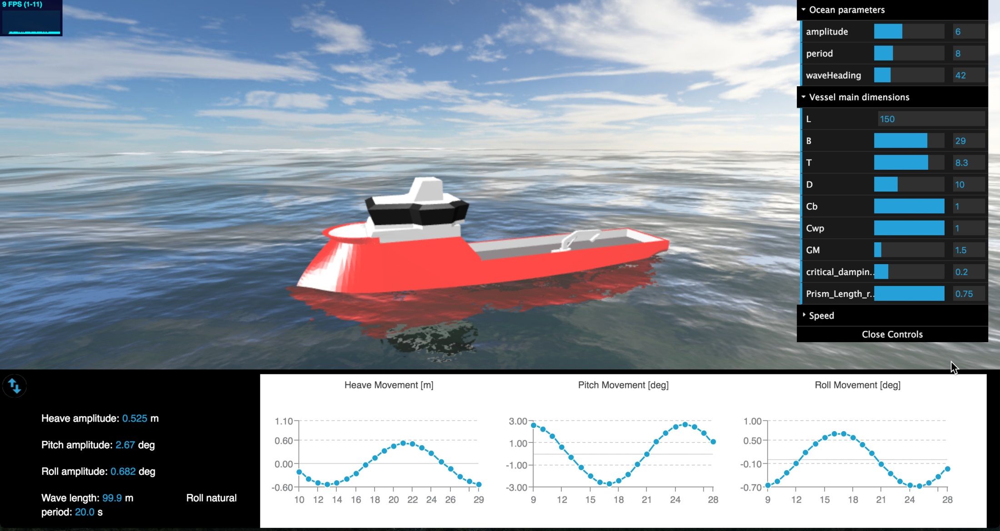 9 FPS (1-11)
Ocean parameters
amplitude 6
period 8
waveHeading 42
Vessel main dimensions
L 150
B 29
T 8.3
D 10
Cb 1
Cwp 1
GM 1.5
critical_dampin.. 0.2
Prism_Length_r.. 0.75
Speed
Close Controls
Heave amplitude: 0.525 m
Pitch amplitude: 2.67 deg
Roll amplitude: 0.682 deg
Wave length: 99.9 m Roll natural
period: 20.0 s
Heave Movement [m]
1.10
0.60
0.00
-0.60
10 12 14 16 18 20 22 24 26 29
Pitch Movement [deg]
3.00
1.00
-1.00
-3.00
9 12 15 18 21 24 28
Roll Movement [deg]
1.00
0.50
-0.10
-0.70
9 12 15 18 21 24 28